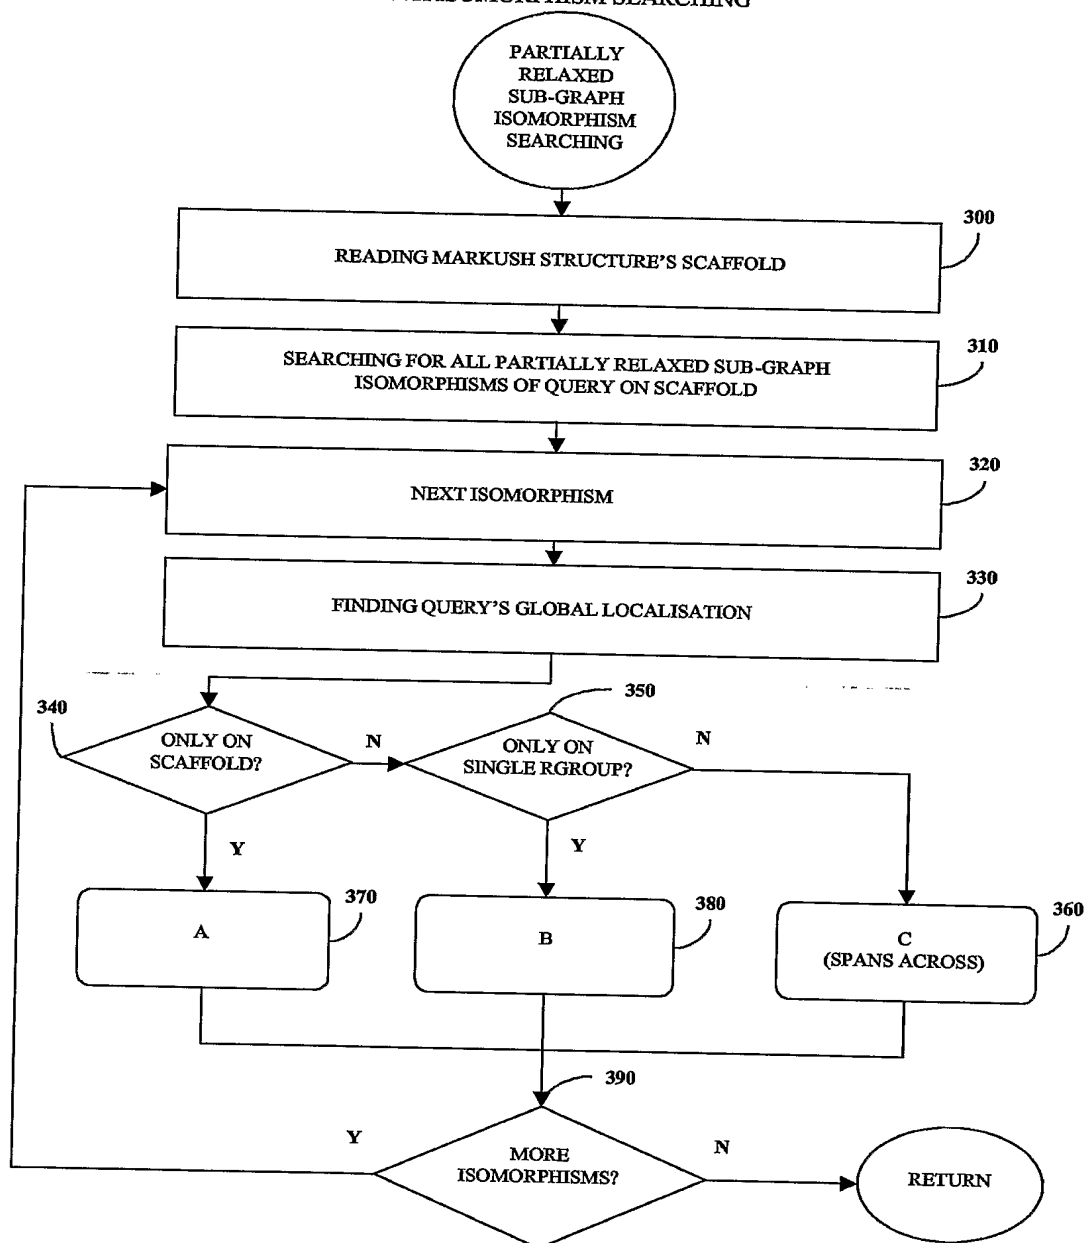 ISOMORPHISM SEARCHING
PARTIALLY
RELAXED
SUB-GRAPH
ISOMORPHISM
SEARCHING
300
READING MARKUSH STRUCTURE'S SCAFFOLD
310
SEARCHING FOR ALL PARTIALLY RELAXED SUB-GRAPH
ISOMORPHISMS OF QUERY ON SCAFFOLD
320
NEXT ISOMORPHISM
330
FINDING QUERY'S GLOBAL LOCALISATION
340
350
ONLY ON
SCAFFOLD?
N
ONLY ON
SINGLE RGROUP?
N
Y
Y
370
A
380
B
360
C
(SPANS ACROSS)
390
Y
MORE
ISOMORPHISMS?
N
RETURN